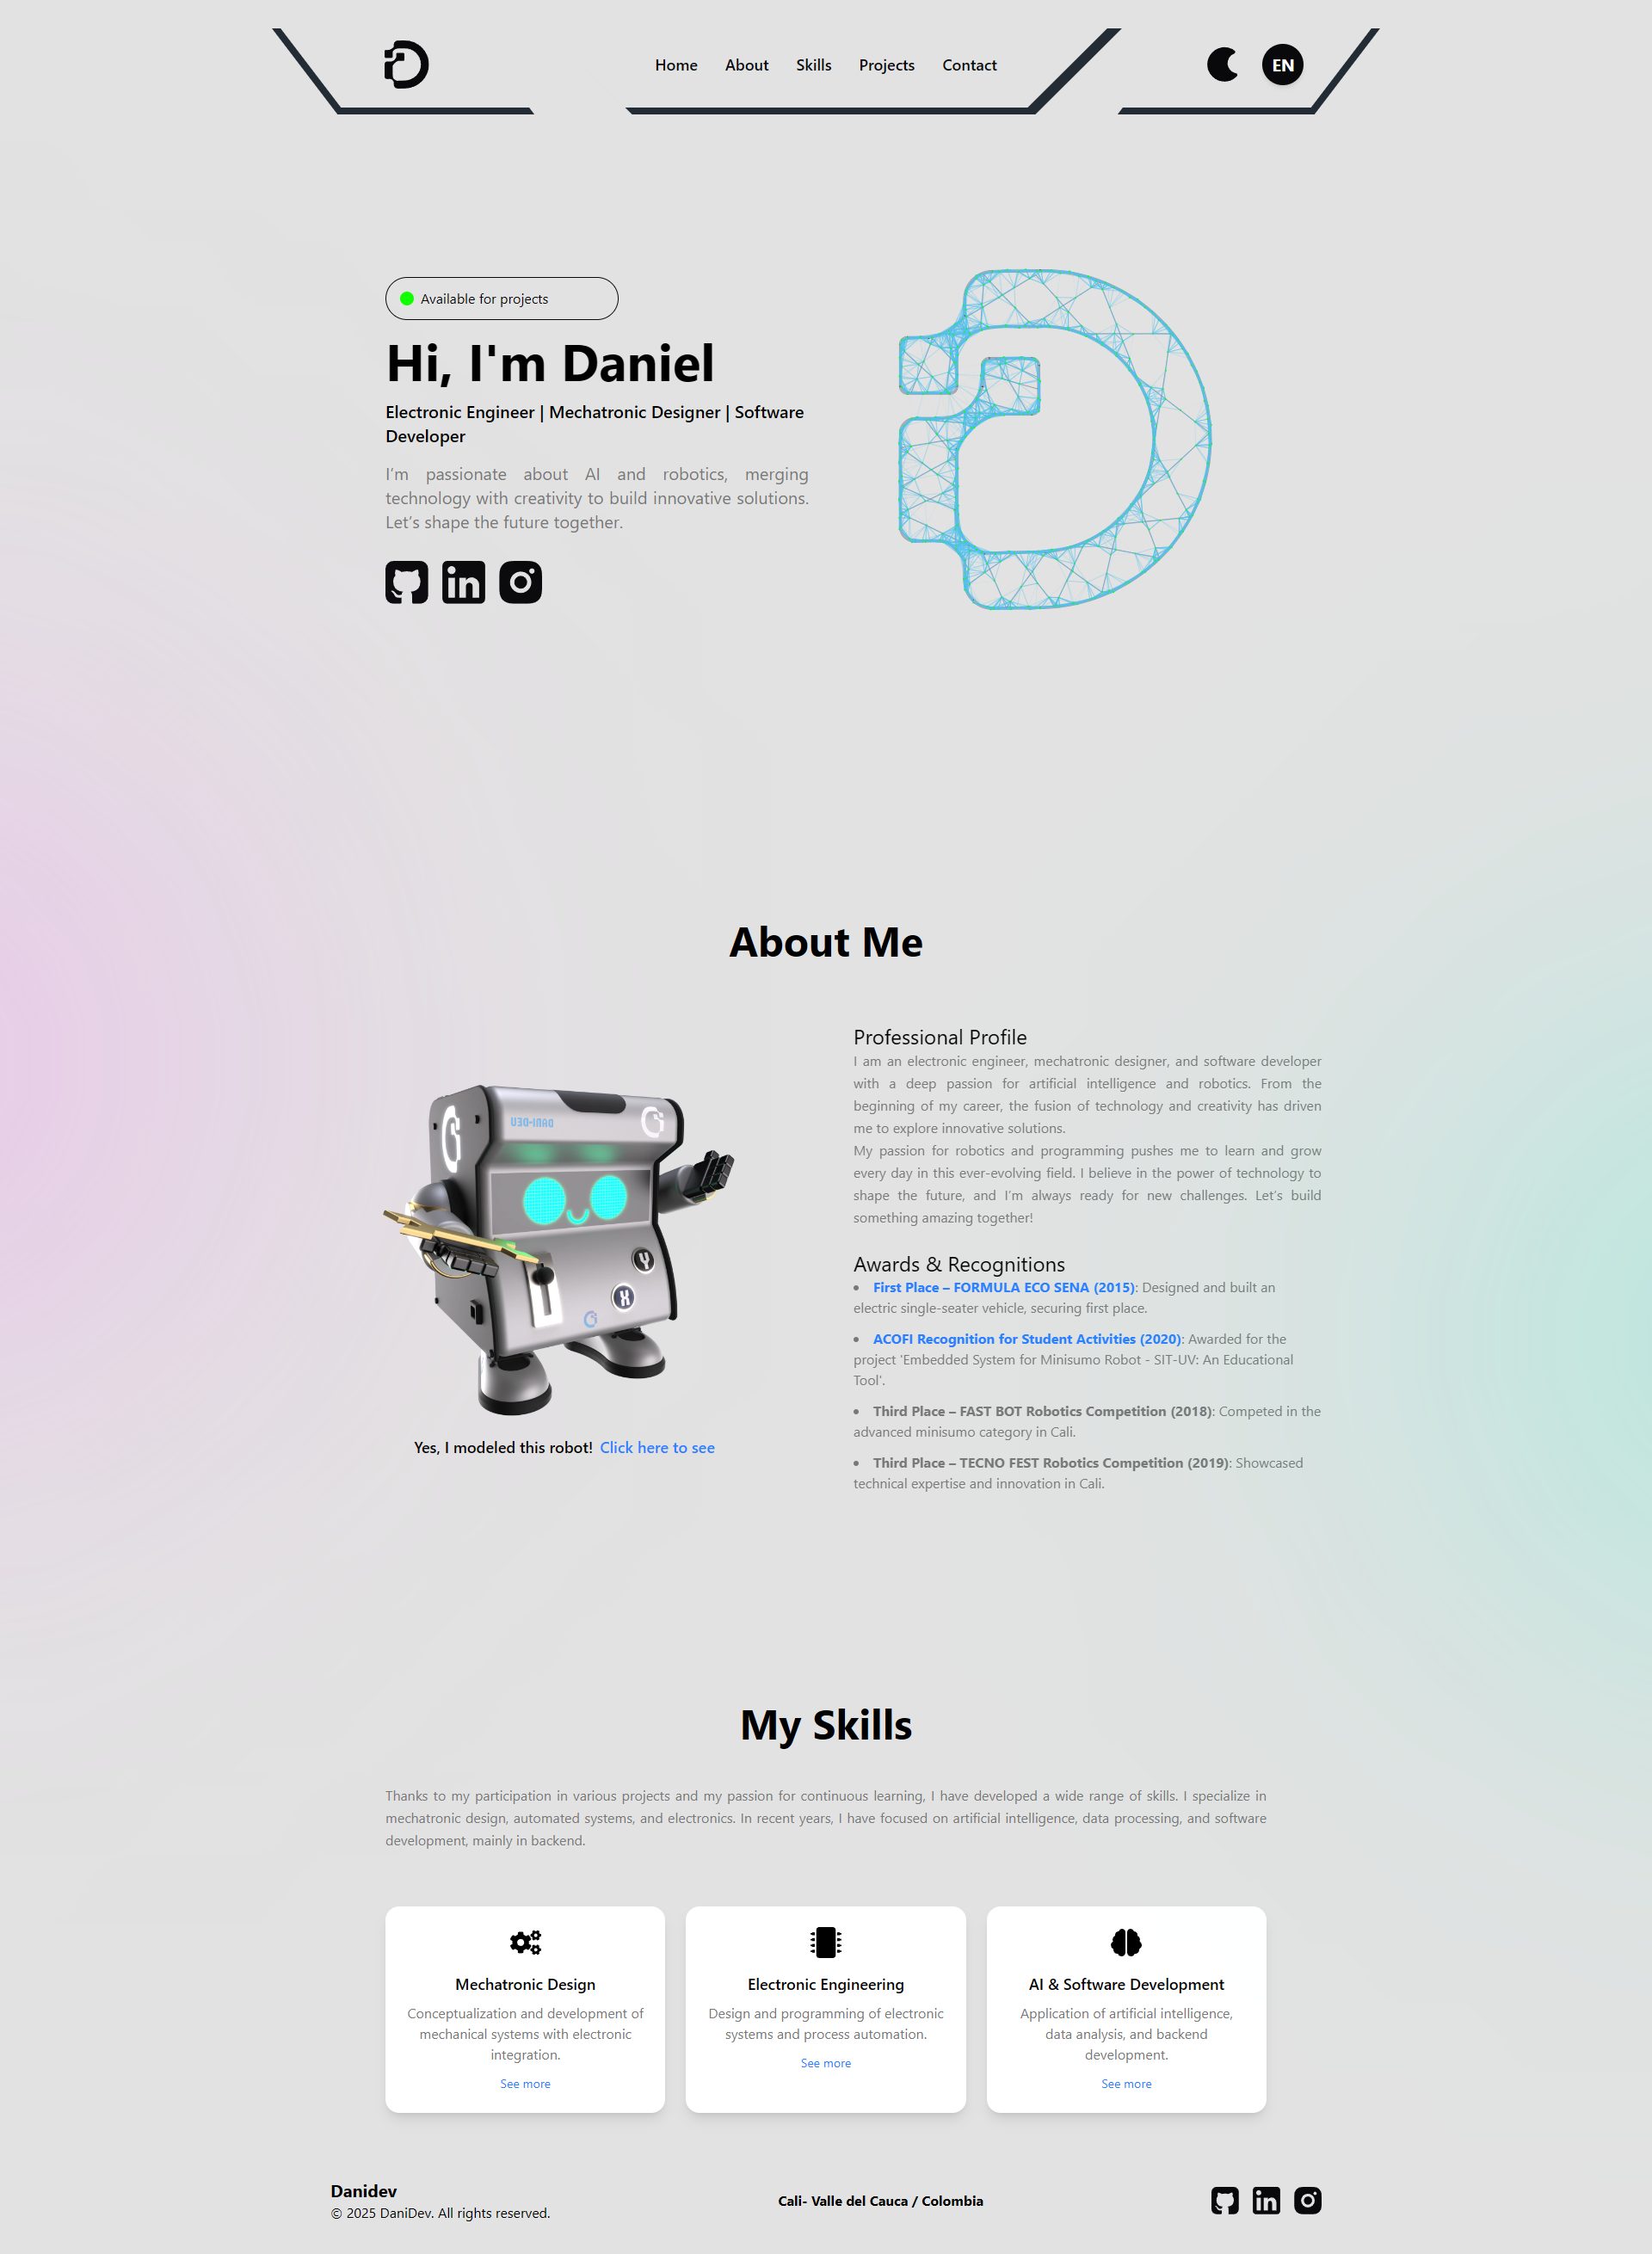 Home About Skills Projects Contact
EN
Available for projects
Hi, I'm Daniel
Electronic Engineer | Mechatronic Designer | Software
Developer
I’m passionate about AI and robotics, merging
technology with creativity to build innovative solutions.
Let’s shape the future together.
in
About Me
DANI-DEV
Y
X
Yes, I modeled this robot! Click here to see
Professional Profile
I am an electronic engineer, mechatronic designer, and software developer
with a deep passion for artificial intelligence and robotics. From the
beginning of my career, the fusion of technology and creativity has driven
me to explore innovative solutions.
My passion for robotics and programming pushes me to learn and grow
every day in this ever-evolving field. I believe in the power of technology to
shape the future, and I’m always ready for new challenges. Let’s build
something amazing together!
Awards & Recognitions
• First Place – FORMULA ECO SENA (2015): Designed and built an
electric single-seater vehicle, securing first place.
• ACOFI Recognition for Student Activities (2020): Awarded for the
project 'Embedded System for Minisumo Robot - SIT-UV: An Educational
Tool'.
• Third Place – FAST BOT Robotics Competition (2018): Competed in the
advanced minisumo category in Cali.
• Third Place – TECNO FEST Robotics Competition (2019): Showcased
technical expertise and innovation in Cali.
My Skills
Thanks to my participation in various projects and my passion for continuous learning, I have developed a wide range of skills. I specialize in
mechatronic design, automated systems, and electronics. In recent years, I have focused on artificial intelligence, data processing, and software
development, mainly in backend.
Mechatronic Design
Conceptualization and development of
mechanical systems with electronic
integration.
See more
Electronic Engineering
Design and programming of electronic
systems and process automation.
See more
AI & Software Development
Application of artificial intelligence,
data analysis, and backend
development.
See more
Danidev
© 2025 DaniDev. All rights reserved.
Cali- Valle del Cauca / Colombia
in